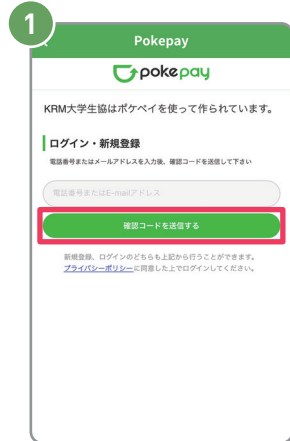 1
Pokepay
pokepay
KRM大学生協はポケペイを使って作られています。
ログイン・新規登録
電話番号またはメールアドレスを入力後、確認コードを送信して下さい
電話番号またはE-mailアドレス
確認コードを送信する
新規登録、ログインのどちらも上記から行うことができます。
プライバシーポリシーに同意した上でログインしてください。